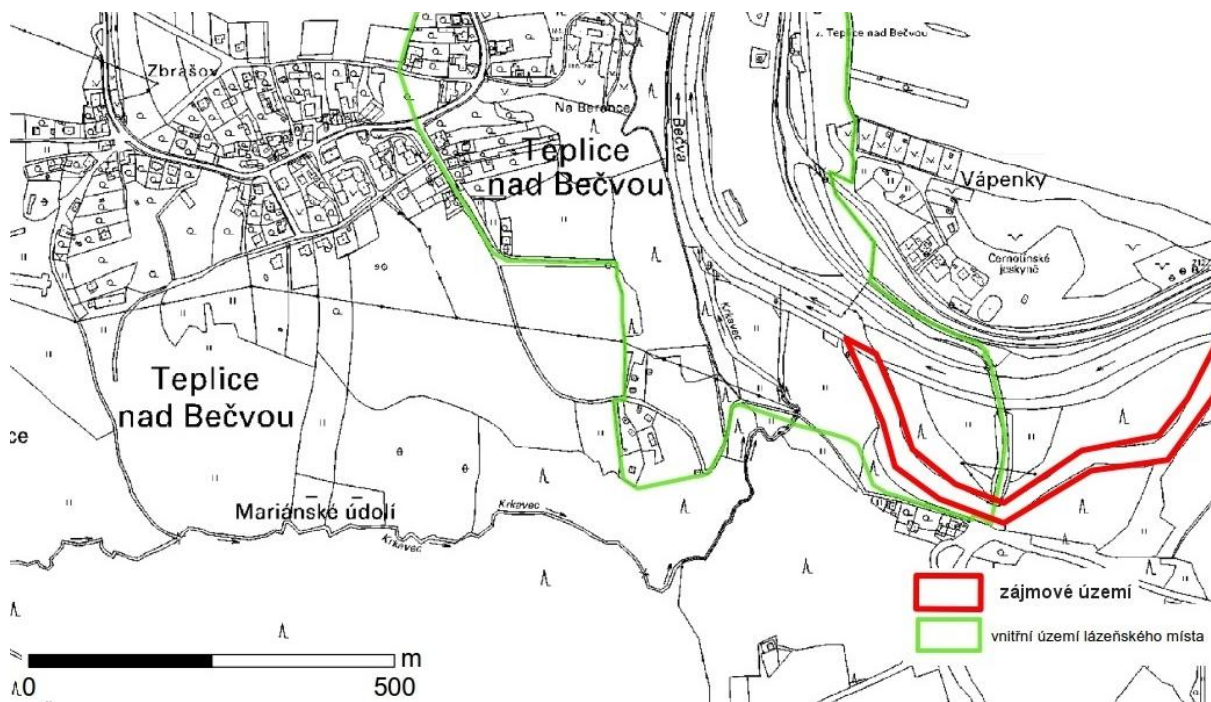 z. Teplice nad Bečvou
Zbrašov
Na Berance
Bečva
Teplice
nad Bečvou
Vápenky
Černotínské
jeskyně
Krkavec
Teplice
nad Bečvou
ce
Mariánské údolí
Krkavec
Krkavec
zájmové území
vnitřní území lázeňského místa
m
0
500